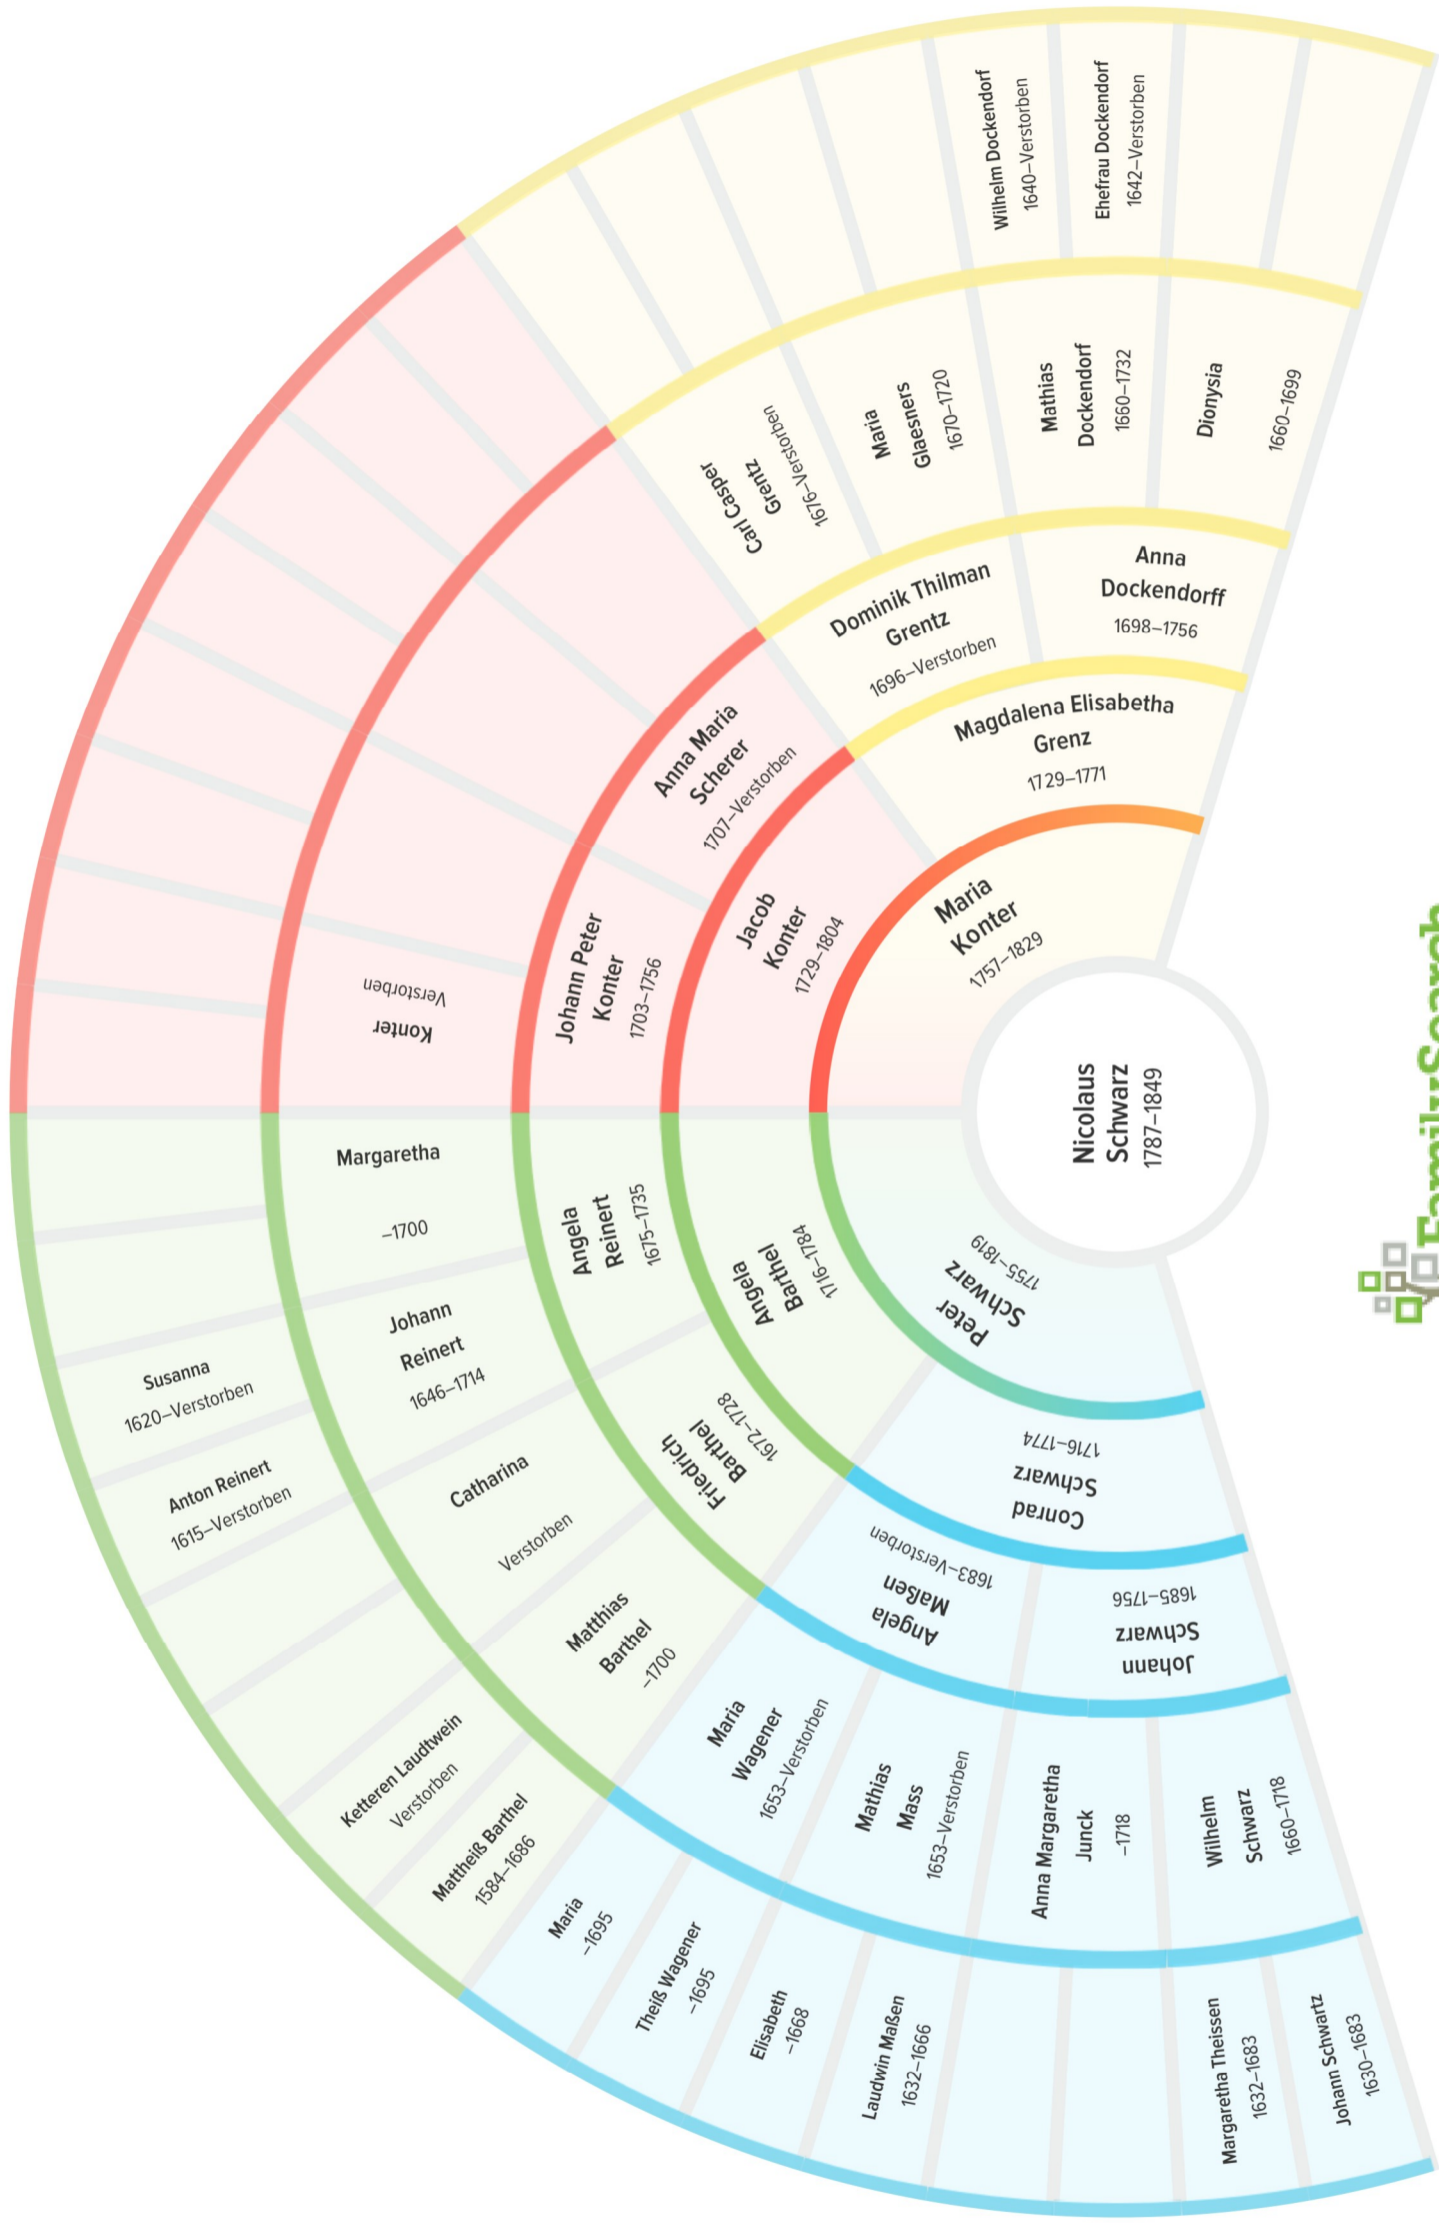 Nicolaus
Schwarz
1787–1849
Peter
Schwarz
1755–1819
Maria
Konter
1757–1829
Conrad
Schwarz
1716–1774
Angela
Barthel
1716–1784
Jacob
Konter
1729–1804
Magdalena Elisabetha
Grenz
1729–1771
Johann
Schwarz
1685–1756
Angela
Maßen
1683–Verstorben
Friedrich
Barthel
1672–1728
Angela
Reinert
1675–1735
Johann Peter
Konter
1703–1756
Anna Maria
Scherer
1707–Verstorben
Dominik Thilman
Grentz
1696–Verstorben
Anna
Dockendorff
1698–1756
Wilhelm
Schwarz
1660–1718
Anna Margaretha
Junck
–1718
Mathias
Mass
1653–Verstorben
Maria
Wagener
1653–Verstorben
Matthias
Barthel
–1700
Catharina
Verstorben
Johann
Reinert
1646–1714
Margaretha
–1700
Konter
Verstorben
Carl Casper
Grentz
1676–Verstorben
Maria
Glaesners
1670–1720
Mathias
Dockendorf
1660–1732
Dionysia
1660–1699
Johann Schwartz
1630–1683
Margaretha Theissen
1632–1683
Laudwin Maßen
1632–1666
Elisabeth
–1668
Theiß Wagener
–1695
Maria
–1695
Mattheiß Barthel
1584–1686
Ketteren Laudtwein
Verstorben
Anton Reinert
1615–Verstorben
Susanna
1620–Verstorben
Wilhelm Dockendorf
1640–Verstorben
Ehefrau Dockendorf
1642–Verstorben
FamilySearch